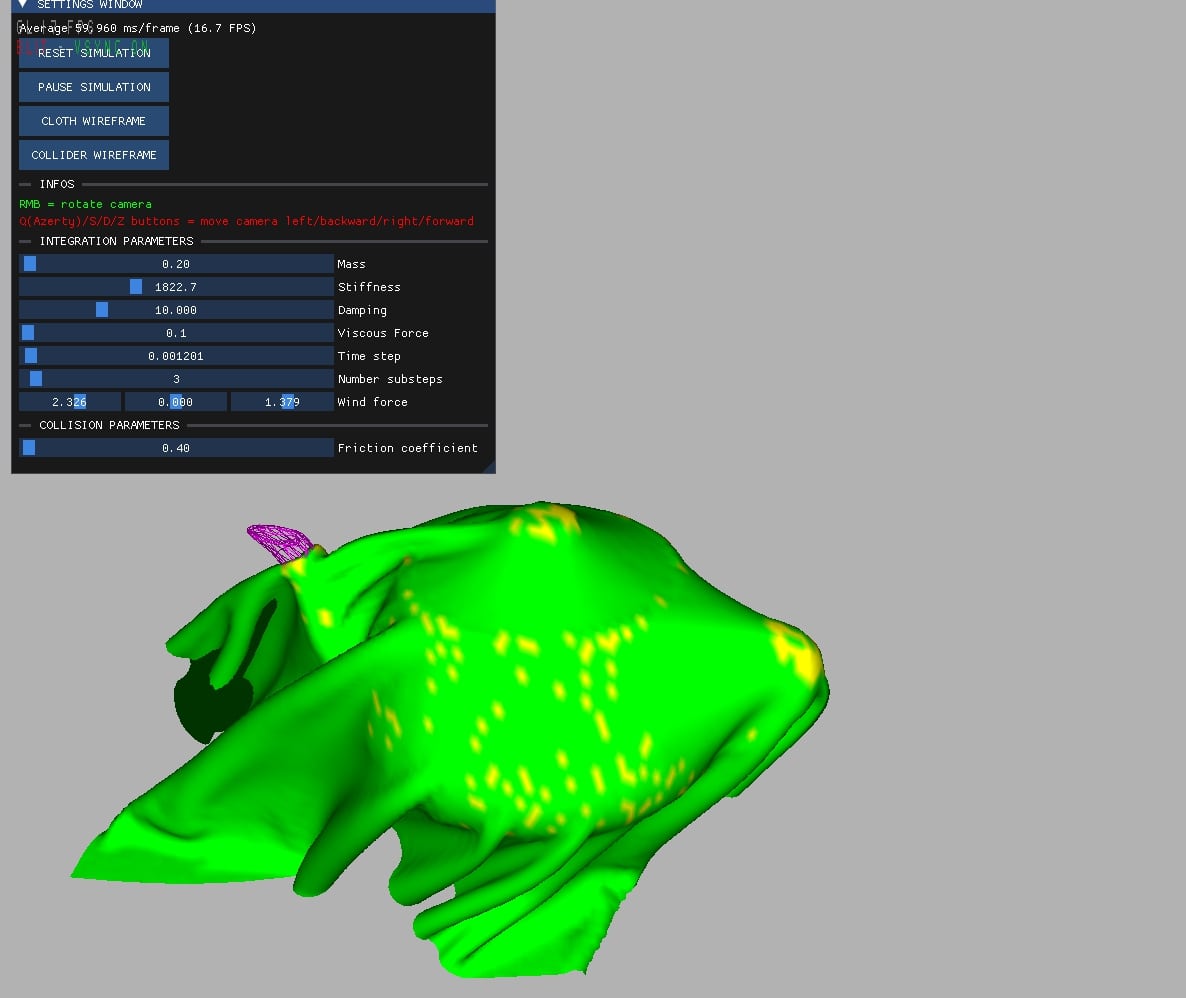 SETTINGS WINDOW
Average 59.960 ms/frame (16.7 FPS)
VSYNC ON
RESET SIMULATION
PAUSE SIMULATION
CLOTH WIREFRAME
COLLIDER WIREFRAME
INFOS
RMB = rotate camera
Q(Azerty)/S/D/Z buttons = move camera left/backward/right/forward
INTEGRATION PARAMETERS
0.20 Mass
1822.7 Stiffness
10.000 Damping
0.1 Viscous Force
0.001201 Time step
3 Number substeps
2.326 0.000 1.379 Wind force
COLLISION PARAMETERS
0.40 Friction coefficient